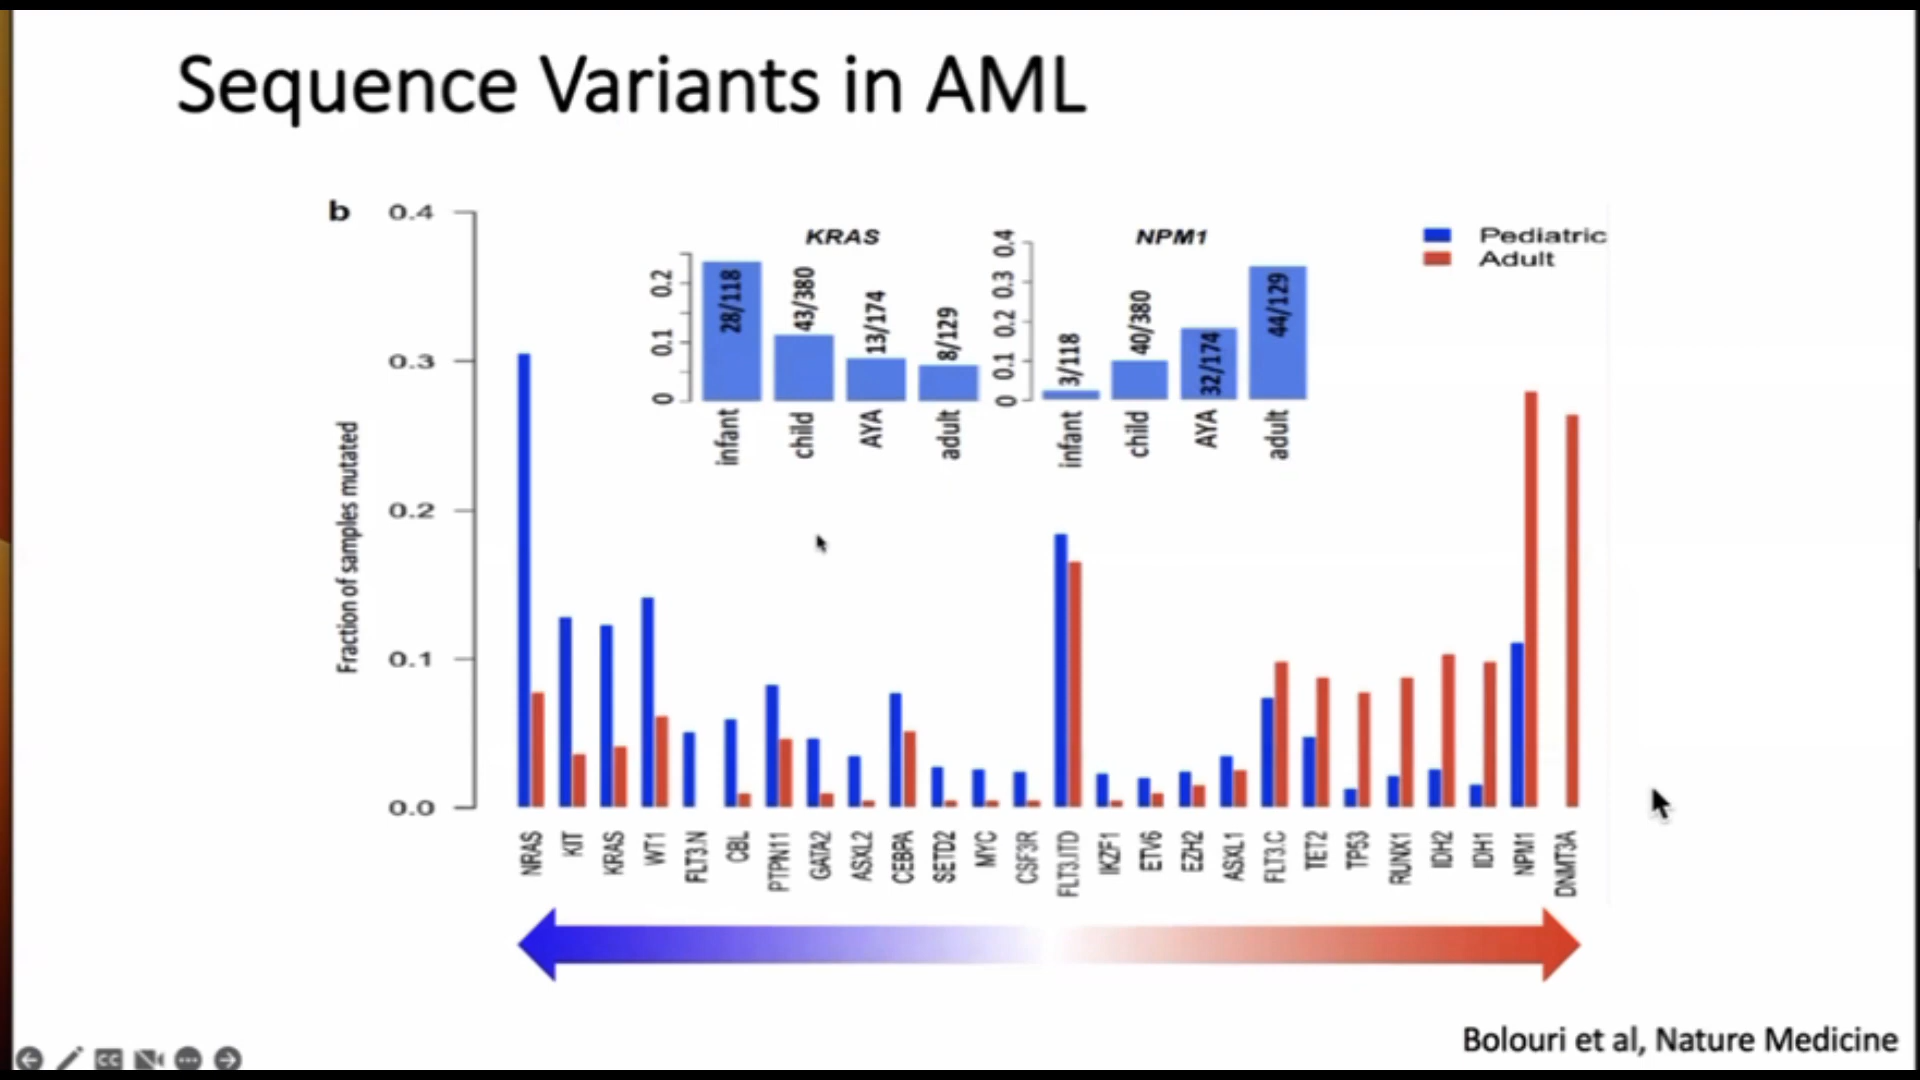 Sequence Variants in AML
b
0.4
0.3
0.2
0.1
0.0
Fraction of samples mutated
KRAS
0.2
0.1
0
28/118
43/380
13/174
8/129
infant
child
AYA
adult
NPM1
0.4
0.3
0.2
0.1
0
3/118
40/380
32/174
44/129
infant
child
AYA
adult
Pediatric
Adult
NRAS
KIT
KRAS
WT1
FLT3.N
CBL
PTPN11
GATA2
ASXL2
CEBPA
SETD2
MYC
CSF3R
FLT3.ITD
IKZF1
ETV6
EZH2
ASXL1
FLT3.C
TET2
TP53
RUNX1
IDH2
IDH1
NPM1
DNMT3A
Bolouri et al, Nature Medicine
CC